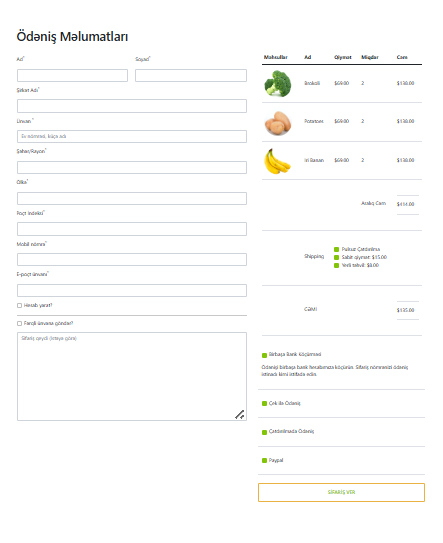 Ödəniş Məlumatları
Ad*
Soyad*
Şirkət Adı*
Ünvan *
Ev nömrəsi, küçə adı
Şəhər/Rayon*
Ölkə*
Poçt İndeksi*
Mobil nömrə*
E-poçt ünvanı*
Hesab yarat?
Fərqli ünvana göndər?
Sifariş qeydi (İstəyə görə)
Məhsullar Ad Qiymət Miqdar Cəm
Brokoli $69.00 2 $138.00
Potatoes $69.00 2 $138.00
Iri Banan $69.00 2 $138.00
Aralıq Cəm $414.00
Shipping
Pulsuz Çatdırılma
Sabit qiymət: $15.00
Yerli təhvil: $8.00
CƏMİ $135.00
Birbaşa Bank Köçürməsi
Ödənişi birbaşa bank hesabımıza köçürün. Sifariş nömrənizi ödəniş
istinadı kimi istifadə edin.
Çek ilə Ödəniş
Çatdırılmada Ödəniş
Paypal
SİFARİŞ VER